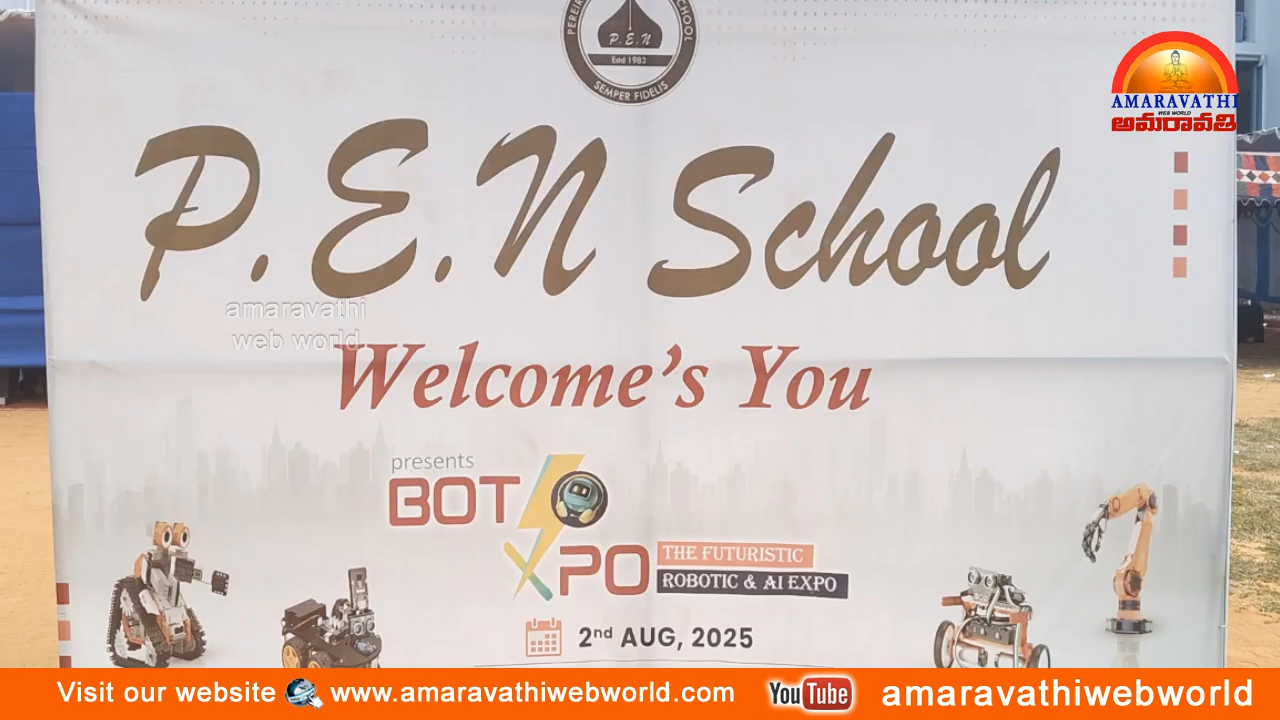 SCHOOL
P.E.N
Estd 1983
SEMPER FIDELIS
AMARAVATHI
WEB WORLD
అమరావతి
P.E.N School
amaravathi
web world
Welcome's You
presents
BOT
XPO
THE FUTURISTIC
ROBOTIC & AI EXPO
2nd AUG, 2025
Visit our website www.amaravathiwebworld.com YouTube amaravathiwebworld